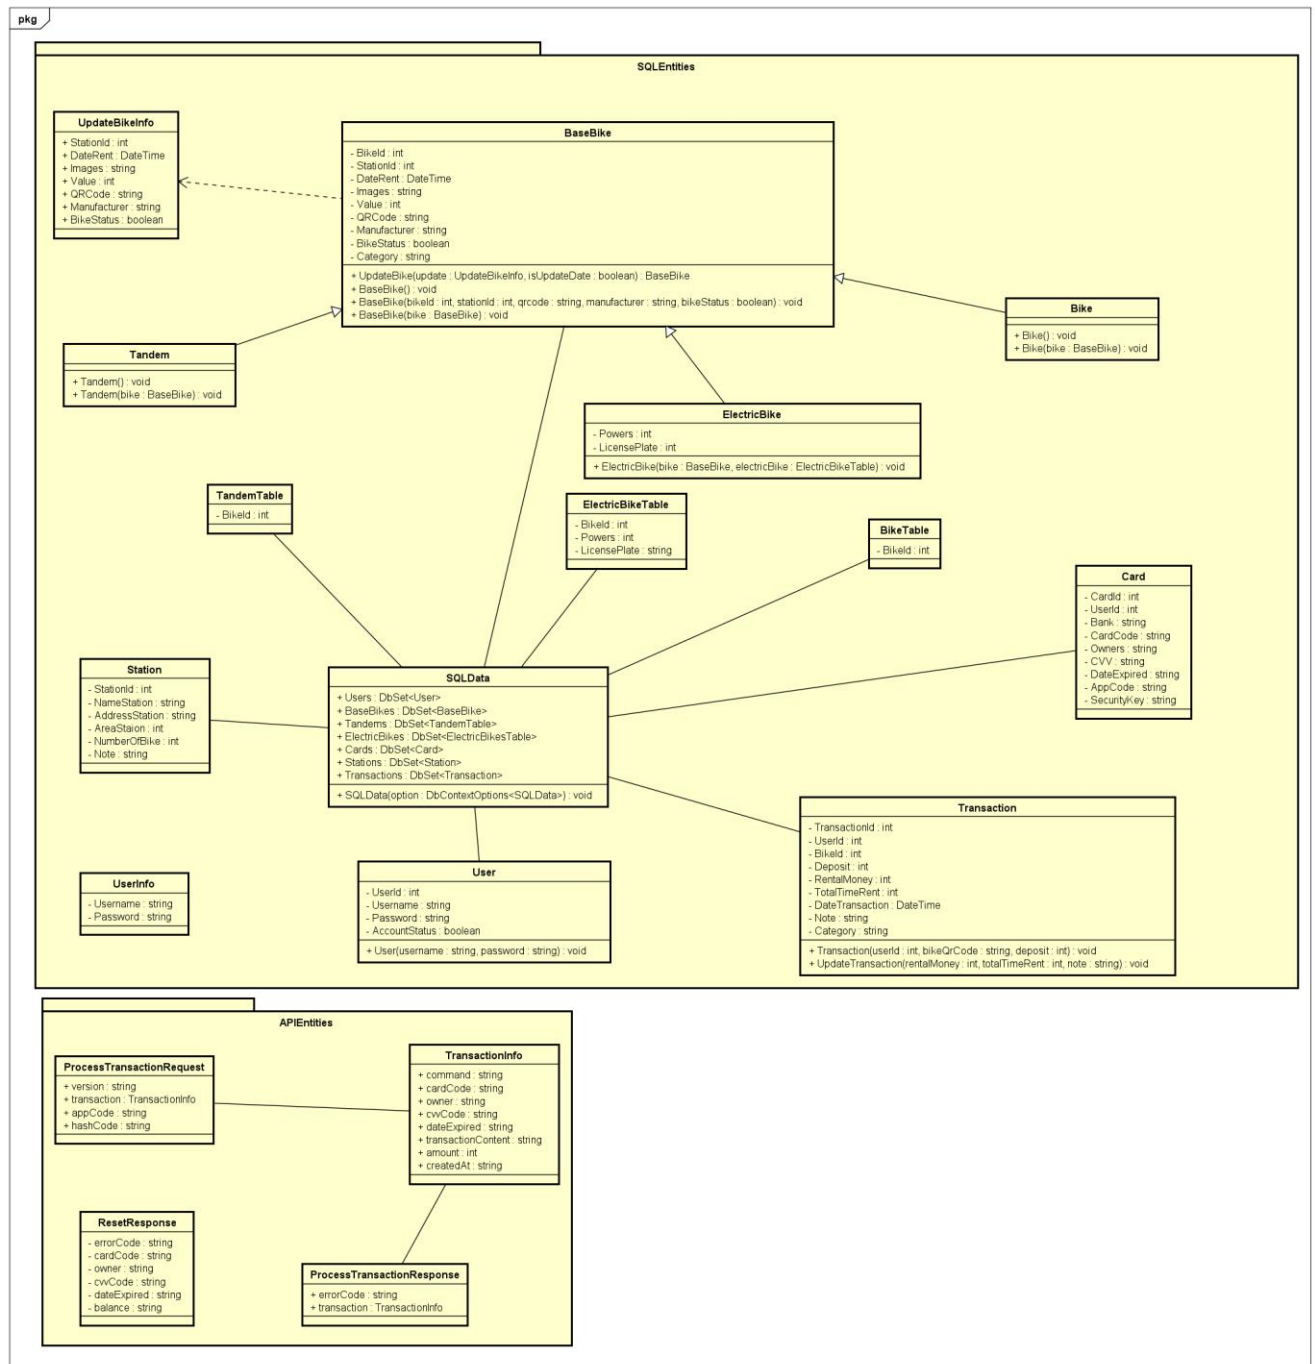 pkg
SQLEntities
UpdateBikeInfo
+ StationId : int
+ DateRent : DateTime
+ Images : string
+ Value : int
+ QRCode : string
+ Manufacturer : string
+ BikeStatus : boolean
BaseBike
- BikeId : int
- StationId : int
- DateRent : DateTime
- Images : string
- Value : int
- QRCode : string
- Manufacturer : string
- BikeStatus : boolean
- Category : string
+ UpdateBike(update : UpdateBikeInfo, isUpdateDate : boolean) : BaseBike
+ BaseBike() : void
+ BaseBike(bikeId : int, stationId : int, qrcode : string, manufacturer : string, bikeStatus : boolean) : void
+ BaseBike(bike : BaseBike) : void
Bike
+ Bike() : void
+ Bike(bike : BaseBike) : void
Tandem
+ Tandem() : void
+ Tandem(bike : BaseBike) : void
ElectricBike
- Powers : int
- LicensePlate : int
+ ElectricBike(bike : BaseBike, electricBike : ElectricBikeTable) : void
TandemTable
- BikeId : int
ElectricBikeTable
- BikeId : int
- Powers : int
- LicensePlate : string
BikeTable
- BikeId : int
Card
- CardId : int
- UserId : int
- Bank : string
- CardCode : string
- Owners : string
- CVV : string
- DateExpired : string
- AppCode : string
- SecurityKey : string
Station
- StationId : int
- NameStation : string
- AddressStation : string
- AreaStaion : int
- NumberOfBike : int
- Note : string
SQLData
+ Users : DbSet<User>
+ BaseBikes : DbSet<BaseBike>
+ Tandems : DbSet<TandemTable>
+ ElectricBikes : DbSet<ElectricBikesTable>
+ Cards : DbSet<Card>
+ Stations : DbSet<Station>
+ Transactions : DbSet<Transaction>
+ SQLData(option : DbContextOptions<SQLData>) : void
Transaction
- TransactionId : int
- UserId : int
- BikeId : int
- Deposit : int
- RentalMoney : int
- TotalTimeRent : int
- DateTransaction : DateTime
- Note : string
- Category : string
+ Transaction(userId : int, bikeQrCode : string, deposit : int) : void
+ UpdateTransaction(rentalMoney : int, totalTimeRent : int, note : string) : void
UserInfo
- Username : string
- Password : string
User
- UserId : int
- Username : string
- Password : string
- AccountStatus : boolean
+ User(username : string, password : string) : void
APIEntities
ProcessTransactionRequest
+ version : string
+ transaction : TransactionInfo
+ appCode : string
+ hashCode : string
TransactionInfo
+ command : string
+ cardCode : string
+ owner : string
+ cvvCode : string
+ dateExpired : string
+ transactionContent : string
+ amount : int
+ createdAt : string
ResetResponse
- errorCode : string
- cardCode : string
- owner : string
- cvvCode : string
- dateExpired : string
- balance : string
ProcessTransactionResponse
+ errorCode : string
+ transaction : TransactionInfo